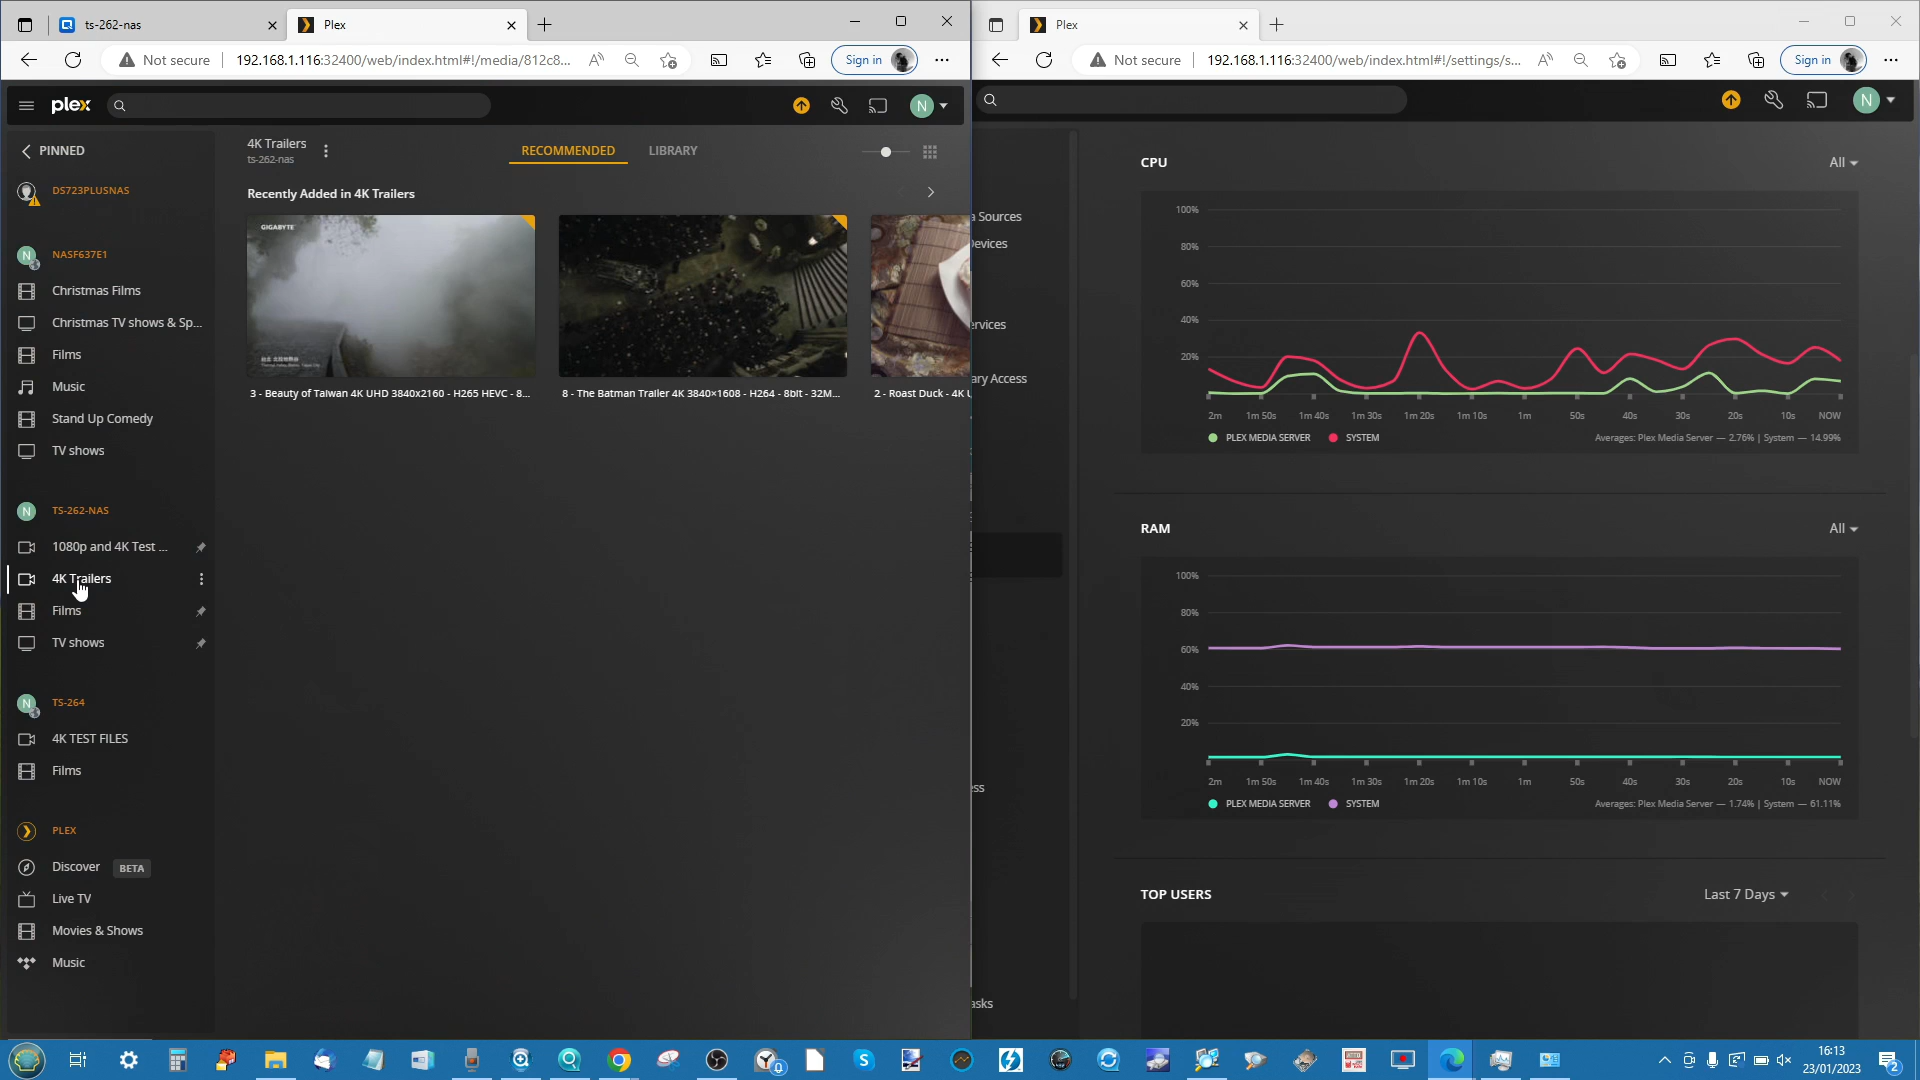 ts-262-nas
Plex
Not secure
192.168.1.116:32400/web/index.html#!/media/812c8...
Sign in
plex
N
PINNED
DS723PLUSNAS
N
NASF637E1
Christmas Films
Christmas TV shows & Sp...
Films
Music
Stand Up Comedy
TV shows
N
TS-262-NAS
1080p and 4K Test ...
4K Trailers
Films
TV shows
N
TS-264
4K TEST FILES
Films
PLEX
Discover BETA
Live TV
Movies & Shows
Music
4K Trailers
ts-262-nas
RECOMMENDED
LIBRARY
Recently Added in 4K Trailers
GIGABYTE
3 - Beauty of Taiwan 4K UHD 3840x2160 - H265 HEVC - 8...
8 - The Batman Trailer 4K 3840×1608 - H264 - 8bit - 32M...
2 - Roast Duck - 4K U
Plex
Not secure
192.168.1.116:32400/web/index.html#!/settings/s...
Sign in
N
a Sources
Devices
ervices
ary Access
ss
asks
CPU
All
100%
80%
60%
40%
20%
2m 1m 50s 1m 40s 1m 30s 1m 20s 1m 10s 1m 50s 40s 30s 20s 10s NOW
PLEX MEDIA SERVER SYSTEM
Averages: Plex Media Server — 2.76% | System — 14.99%
RAM
All
100%
80%
60%
40%
20%
2m 1m 50s 1m 40s 1m 30s 1m 20s 1m 10s 1m 50s 40s 30s 20s 10s NOW
PLEX MEDIA SERVER SYSTEM
Averages: Plex Media Server — 1.74% | System — 61.11%
TOP USERS
Last 7 Days
16:13
23/01/2023
2